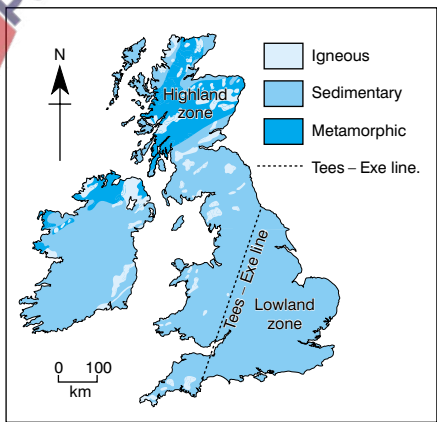 N
Igneous
Sedimentary
Metamorphic
Tees – Exe line.
Highland
zone
Tees – Exe line
Lowland
zone
0 100
km